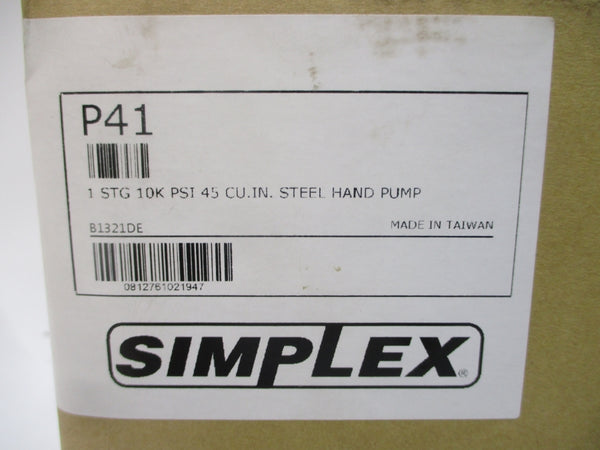 P41
1 STG 10K PSI 45 CU.IN. STEEL HAND PUMP
B1321DE MADE IN TAIWAN
0812761021947
SIMPLEX®